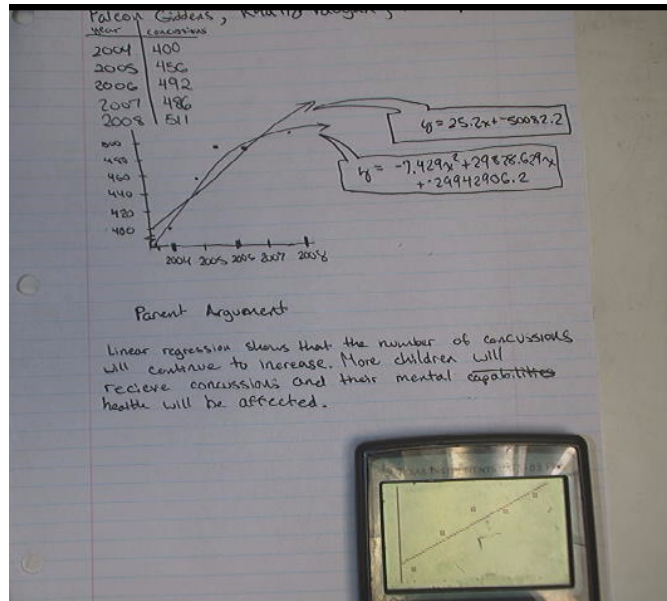 Falcon Giddens,
year concussions
2004 400
2005 456
2006 492
2007 486
2008 511
500
480
460
440
420
400
2004 2005 2006 2007 2008
y = 25.2x+-50082.2
y = -7.429x²+29878.629x
+-29942906.2
Parent Argument
Linear regression shows that the number of concussions
will continue to increase. More children will
recieve concussions and their mental capabilities
health will be affected.
TEXAS INSTRUMENTS